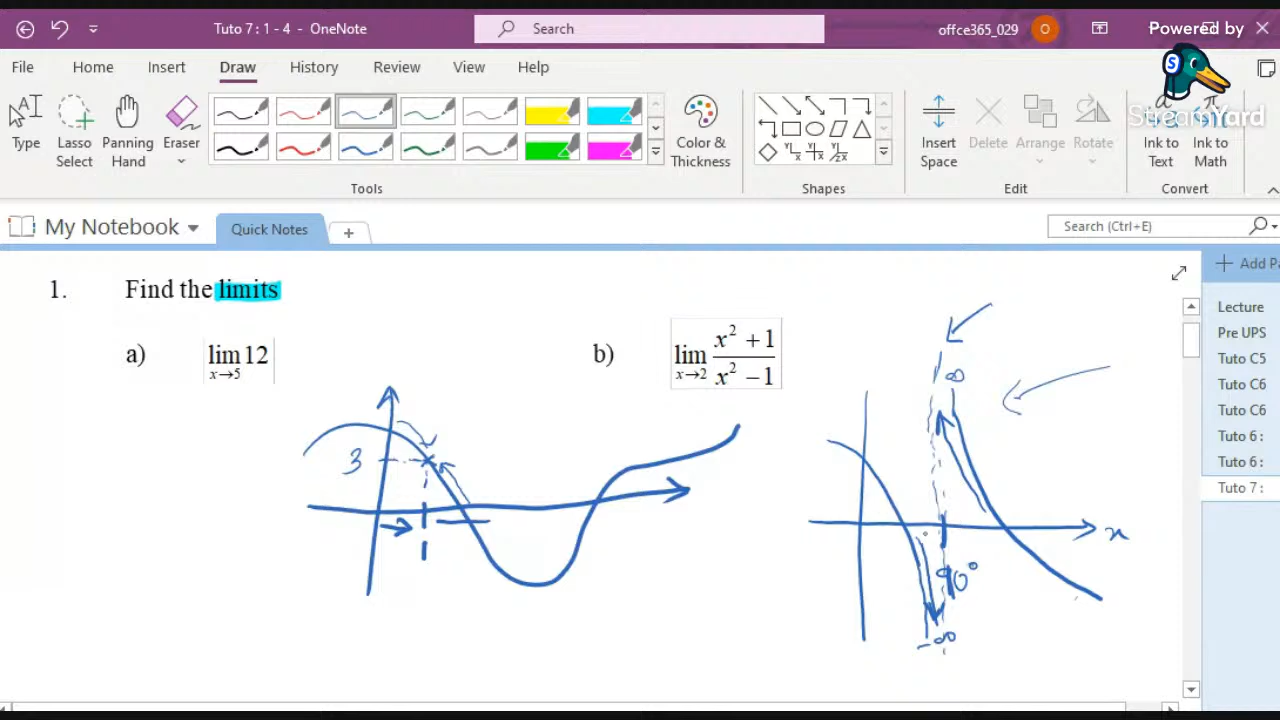 Tuto 7 : 1 - 4 - OneNote
Search
offce365_029
O
Powered by
StreamYard
File Home Insert Draw History Review View Help
Type
Lasso Select
Panning Hand
Eraser
Color & Thickness
Insert Space
Delete
Arrange
Rotate
Ink to Text
Ink to Math
Tools
Shapes
Edit
Convert
My Notebook
Quick Notes
Search (Ctrl+E)
Add Pa
1. Find the limits
a) lim x→5 12
b) lim x→2 (x² + 1)/(x² − 1)
3
∞
x
90°
-∞
Lecture
Pre UPS
Tuto C5
Tuto C6
Tuto C6
Tuto 6 :
Tuto 6 :
Tuto 7 :